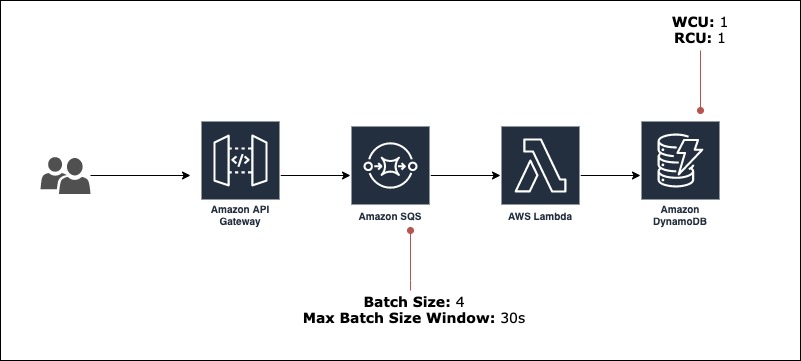 WCU: 1
RCU: 1
</>
Amazon API
Gateway
Amazon SQS
AWS Lambda
Amazon
DynamoDB
Batch Size: 4
Max Batch Size Window: 30s